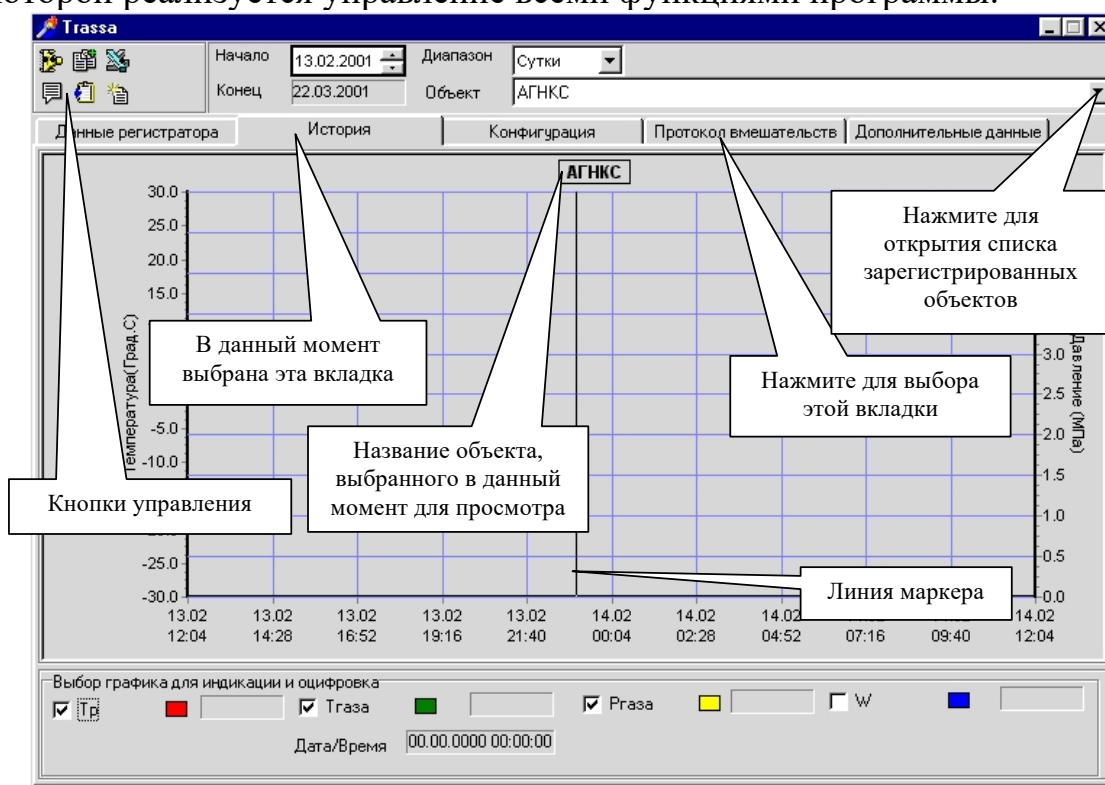 которой реализуется управление всеми функциями программы.
Trassa
Начало 13.02.2001 Диапазон Сутки
Конец 22.03.2001 Объект АГНКС
Данные регистратора История Конфигурация Протокол вмешательств Дополнительные данные
АГНКС
30.0
25.0
20.0
15.0
Температура(Град.С)
-5.0
-10.0
-25.0
-30.0
Нажмите для
открытия списка
зарегистрированных
объектов
В данный момент
выбрана эта вкладка
Нажмите для выбора
этой вкладки
Название объекта,
выбранного в данный
момент для просмотра
Кнопки управления
Линия маркера
3.0
2.5
2.0
1.5
1.0
0.5
0.0
Давление (МПа)
13.02 13.02 13.02 13.02 13.02 14.02 14.02 14.02 14.02 14.02
12:04 14:28 16:52 19:16 21:40 00:04 02:28 04:52 07:16 09:40 12:04
Выбор графика для индикации и оцифровка
Тр Тгаза Ргаза W
Дата/Время 00.00.0000 00:00:00